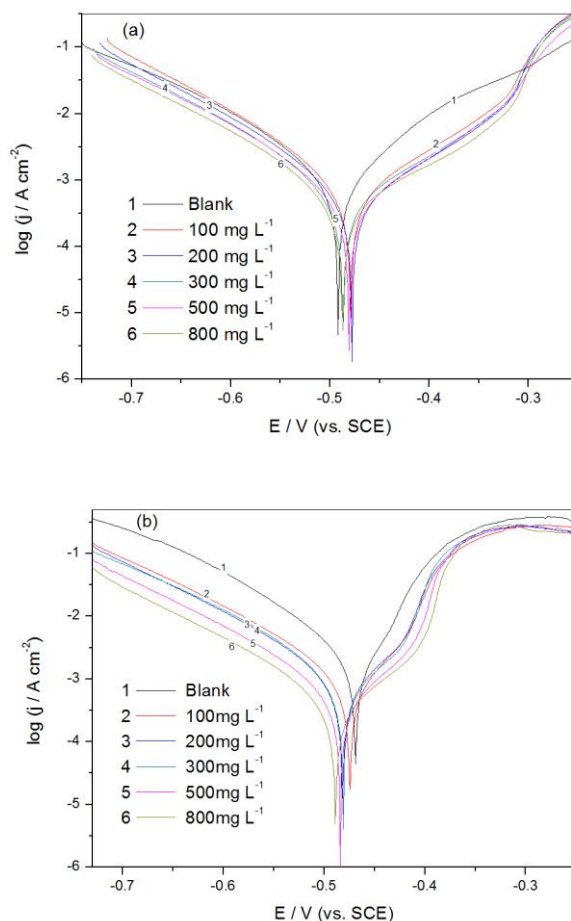 (a)
-1
-2
-3
-4
-5
-6
log (j / A cm-2)
1
2
3
4
5
6
1 Blank
2 100 mg L-1
3 200 mg L-1
4 300 mg L-1
5 500 mg L-1
6 800 mg L-1
-0.7 -0.6 -0.5 -0.4 -0.3
E / V (vs. SCE)
(b)
-1
-2
-3
-4
-5
-6
log (j / A cm-2)
1
2
3 4
5
6
1 Blank
2 100mg L-1
3 200mg L-1
4 300mg L-1
5 500mg L-1
6 800mg L-1
-0.7 -0.6 -0.5 -0.4 -0.3
E / V (vs. SCE)